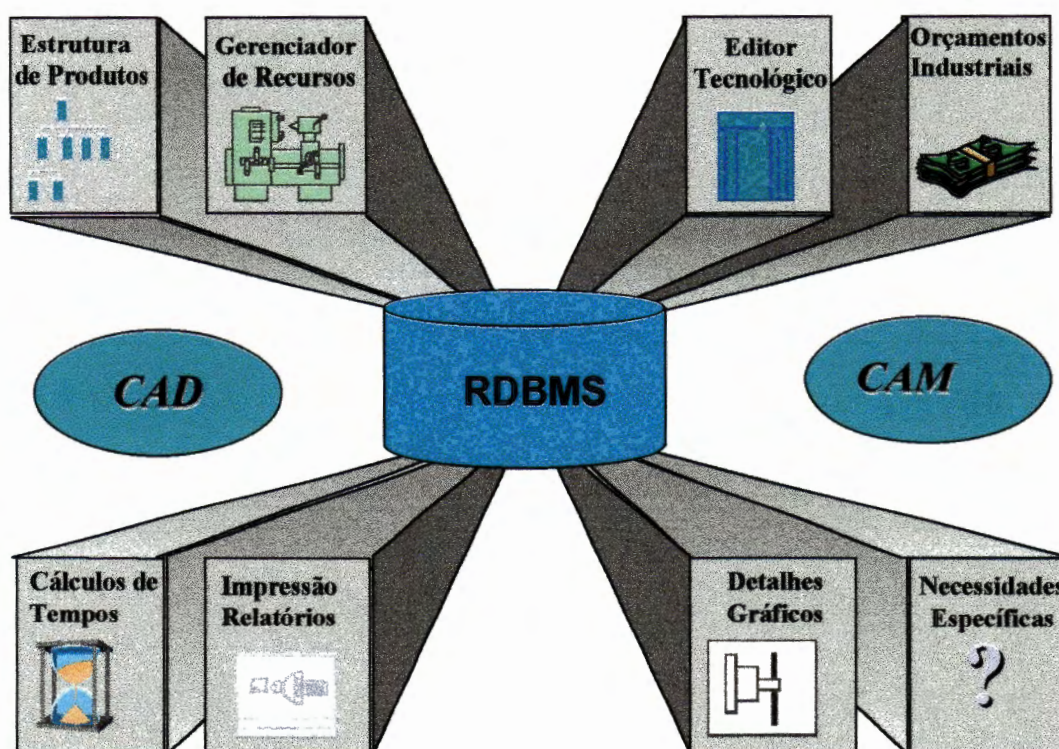 Estrutura
de Produtos
Gerenciador
de Recursos
Editor
Tecnológico
Orçamentos
Industriais
CAD
RDBMS
CAM
Cálculos de
Tempos
Impressão
Relatórios
Detalhes
Gráficos
Necessidades
Específicas
?